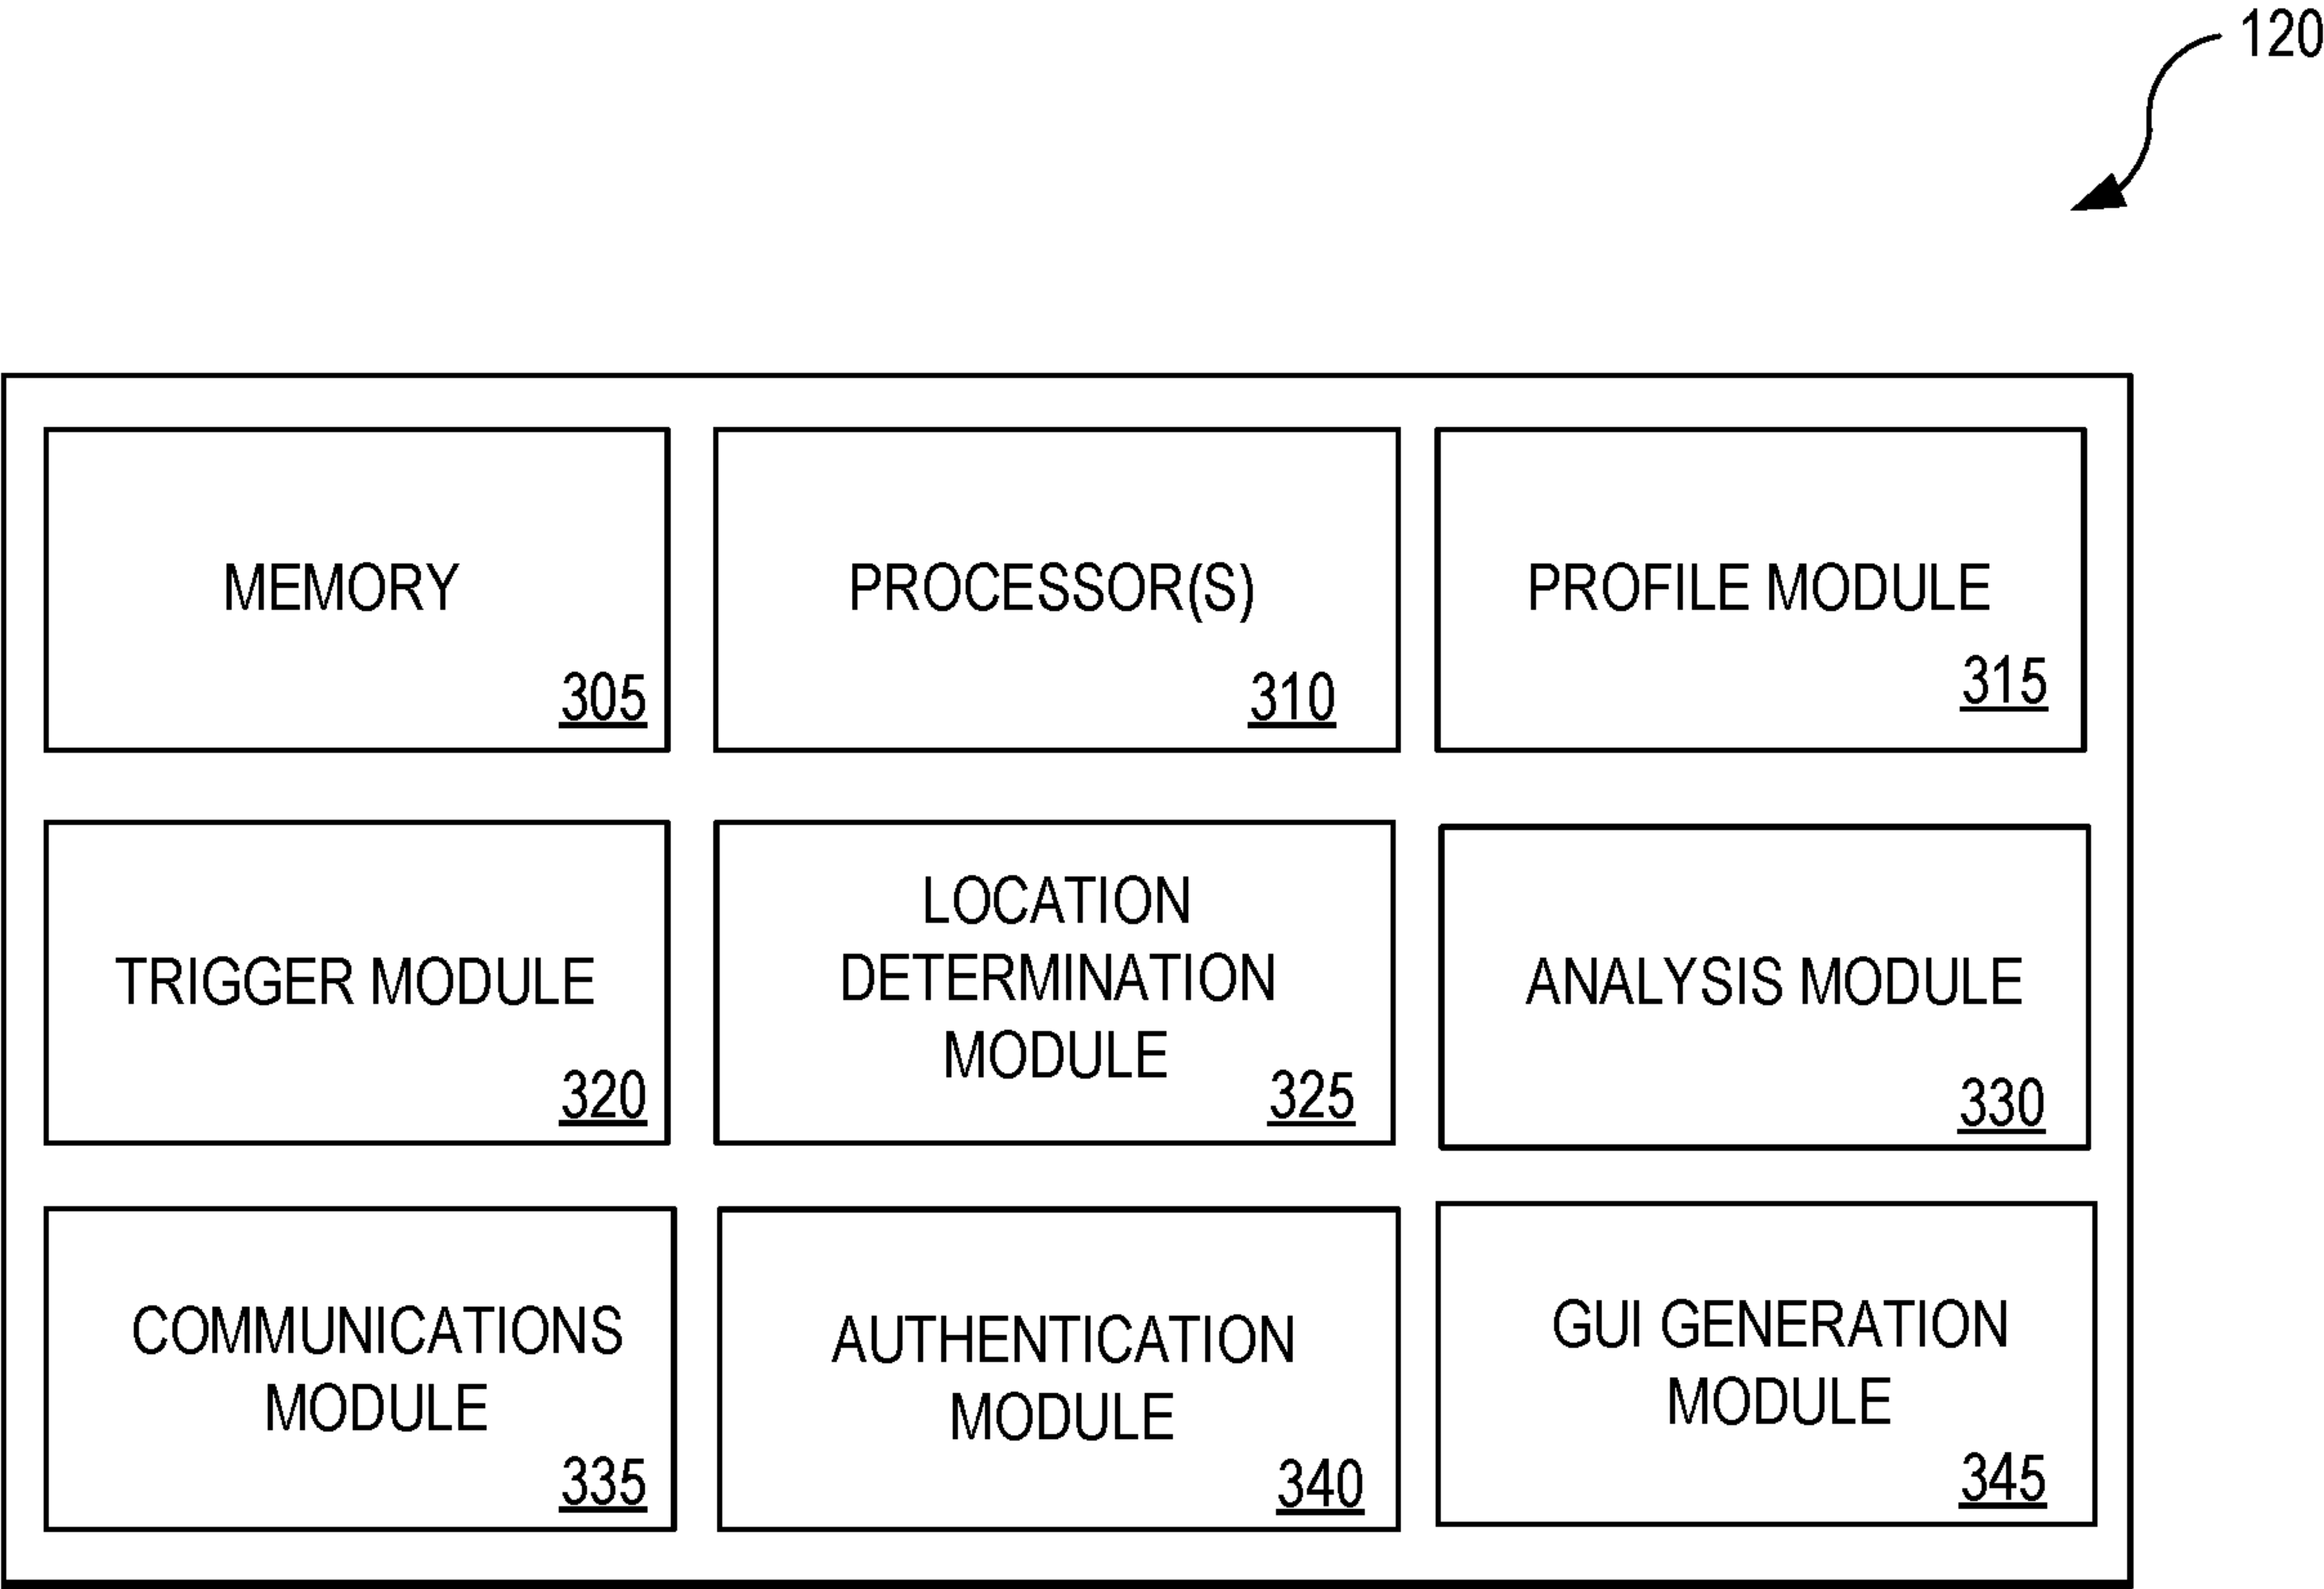 120
MEMORY
305
PROCESSOR(S)
310
PROFILE MODULE
315
TRIGGER MODULE
320
LOCATION
DETERMINATION
MODULE
325
ANALYSIS MODULE
330
COMMUNICATIONS
MODULE
335
AUTHENTICATION
MODULE
340
GUI GENERATION
MODULE
345